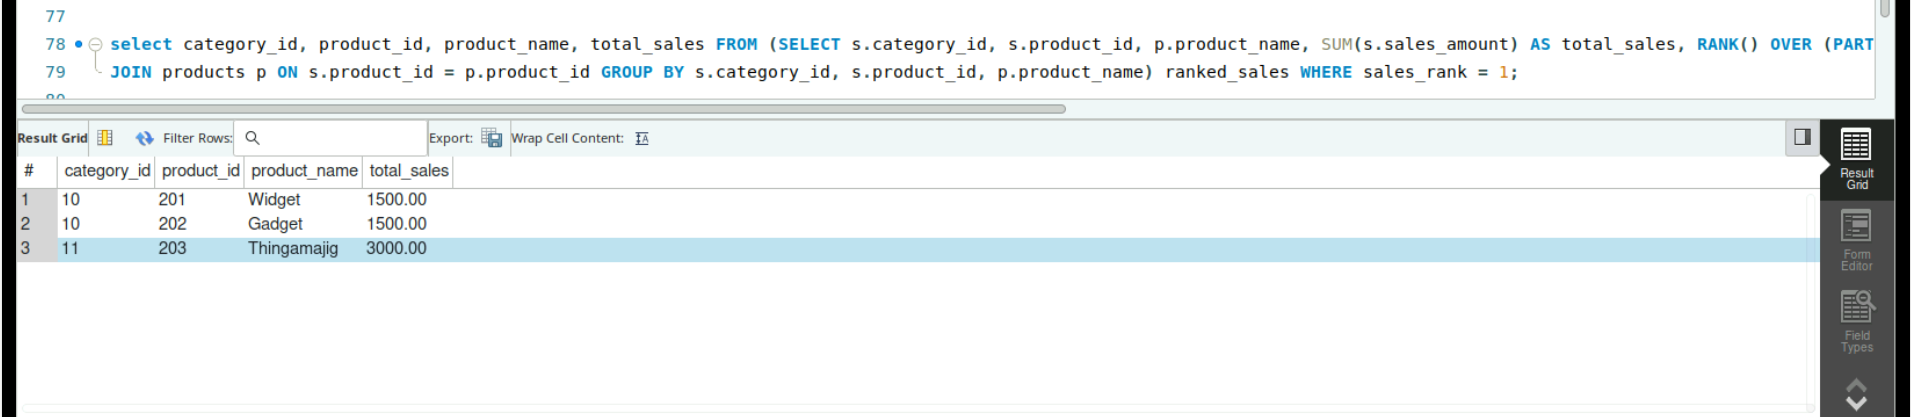 77
78 select category_id, product_id, product_name, total_sales FROM (SELECT s.category_id, s.product_id, p.product_name, SUM(s.sales_amount) AS total_sales, RANK() OVER (PART
79 JOIN products p ON s.product_id = p.product_id GROUP BY s.category_id, s.product_id, p.product_name) ranked_sales WHERE sales_rank = 1;
80
Result Grid Filter Rows: Export: Wrap Cell Content: IA
# category_id product_id product_name total_sales
1 10 201 Widget 1500.00
2 10 202 Gadget 1500.00
3 11 203 Thingamajig 3000.00
Result
Grid
Form
Editor
Field
Types